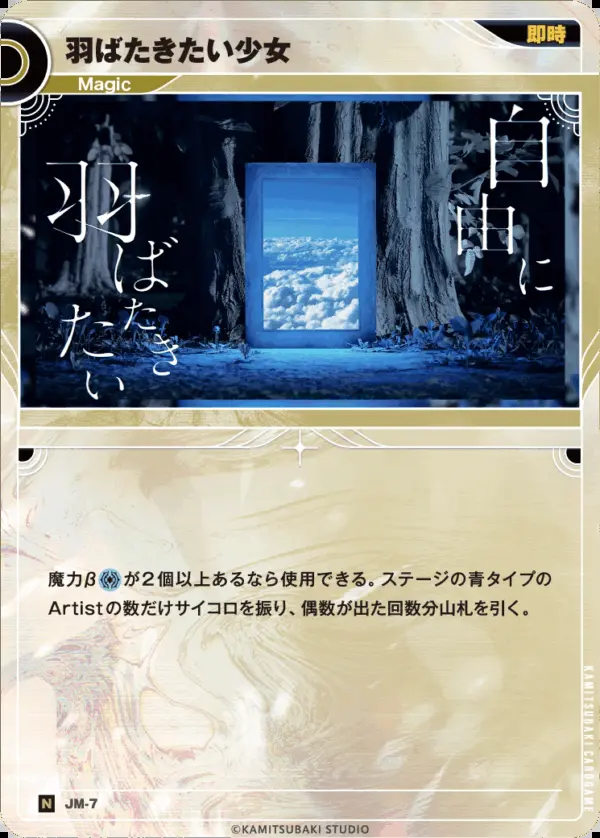 羽ばたきたい少女
即時
Magic
自由に
羽ばたきたい
魔力βが2個以上あるなら使用できる。ステージの青タイプの
Artistの数だけサイコロを振り、偶数が出た回数分山札を引く。
KAMITSUBAKI CARDGAME
N JM-7
©KAMITSUBAKI STUDIO